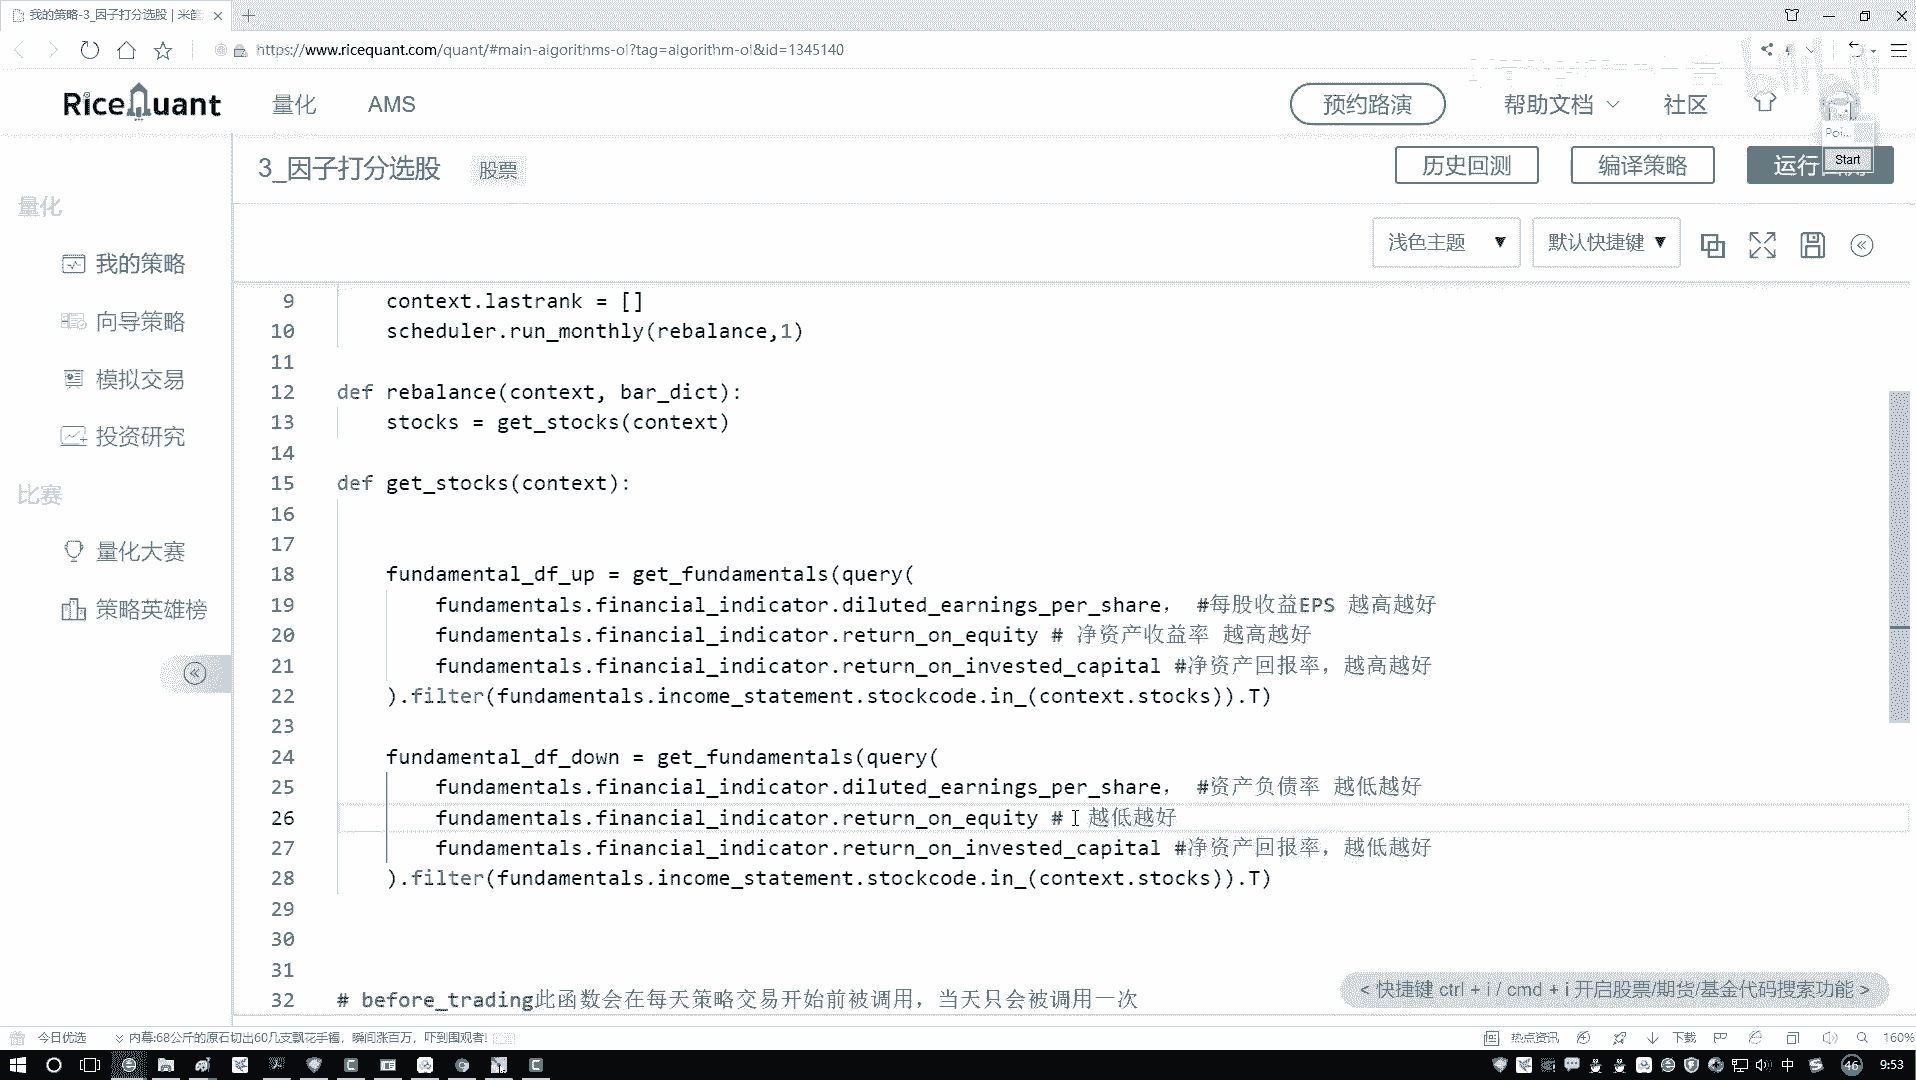 我的策略-3_因子打分选股 | 米筐
https://www.ricequant.com/quant/#main-algorithms-ol?tag=algorithm-ol&id=1345140
RiceQuant
量化
AMS
预约路演
帮助文档
社区
Poi...
Start
3_因子打分选股
股票
历史回测
编译策略
运行
浅色主题
默认快捷键
量化
我的策略
向导策略
模拟交易
投资研究
比赛
量化大赛
策略英雄榜
9 context.lastrank = []
10 scheduler.run_monthly(rebalance,1)
11
12 def rebalance(context, bar_dict):
13 stocks = get_stocks(context)
14
15 def get_stocks(context):
16
17
18 fundamental_df_up = get_fundamentals(query(
19 fundamentals.financial_indicator.diluted_earnings_per_share， #每股收益EPS 越高越好
20 fundamentals.financial_indicator.return_on_equity # 净资产收益率 越高越好
21 fundamentals.financial_indicator.return_on_invested_capital #净资产回报率，越高越好
22 ).filter(fundamentals.income_statement.stockcode.in_(context.stocks)).T)
23
24 fundamental_df_down = get_fundamentals(query(
25 fundamentals.financial_indicator.diluted_earnings_per_share， #资产负债率 越低越好
26 fundamentals.financial_indicator.return_on_equity # 越低越好
27 fundamentals.financial_indicator.return_on_invested_capital #净资产回报率，越低越好
28 ).filter(fundamentals.income_statement.stockcode.in_(context.stocks)).T)
29
30
31
32 # before_trading此函数会在每天策略交易开始前被调用，当天只会被调用一次
< 快捷键 ctrl + i / cmd + i 开启股票/期货/基金代码搜索功能 >
今日优选
内幕:68公斤的原石切出60几支飘花手镯，瞬间涨百万，吓到围观者!
热点资讯
下载
160%
中
46
9:53